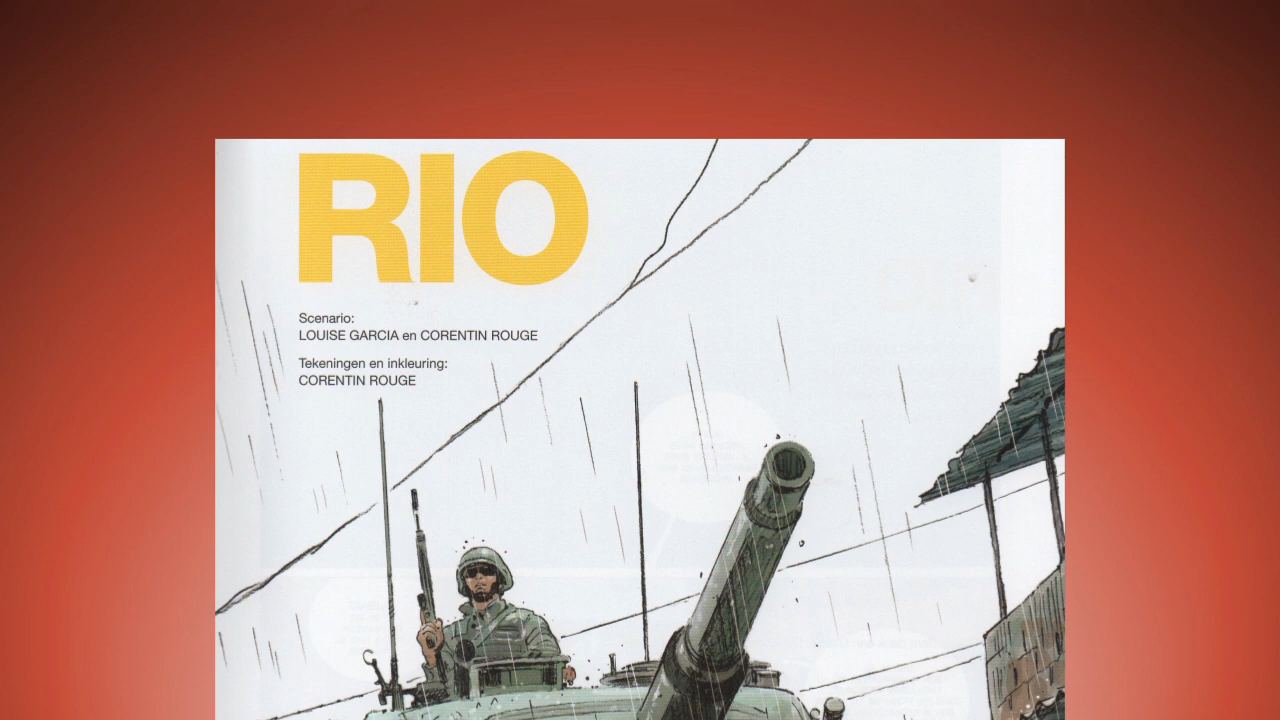 RIO
Scenario:
LOUISE GARCIA en CORENTIN ROUGE
Tekeningen en inkleuring:
CORENTIN ROUGE